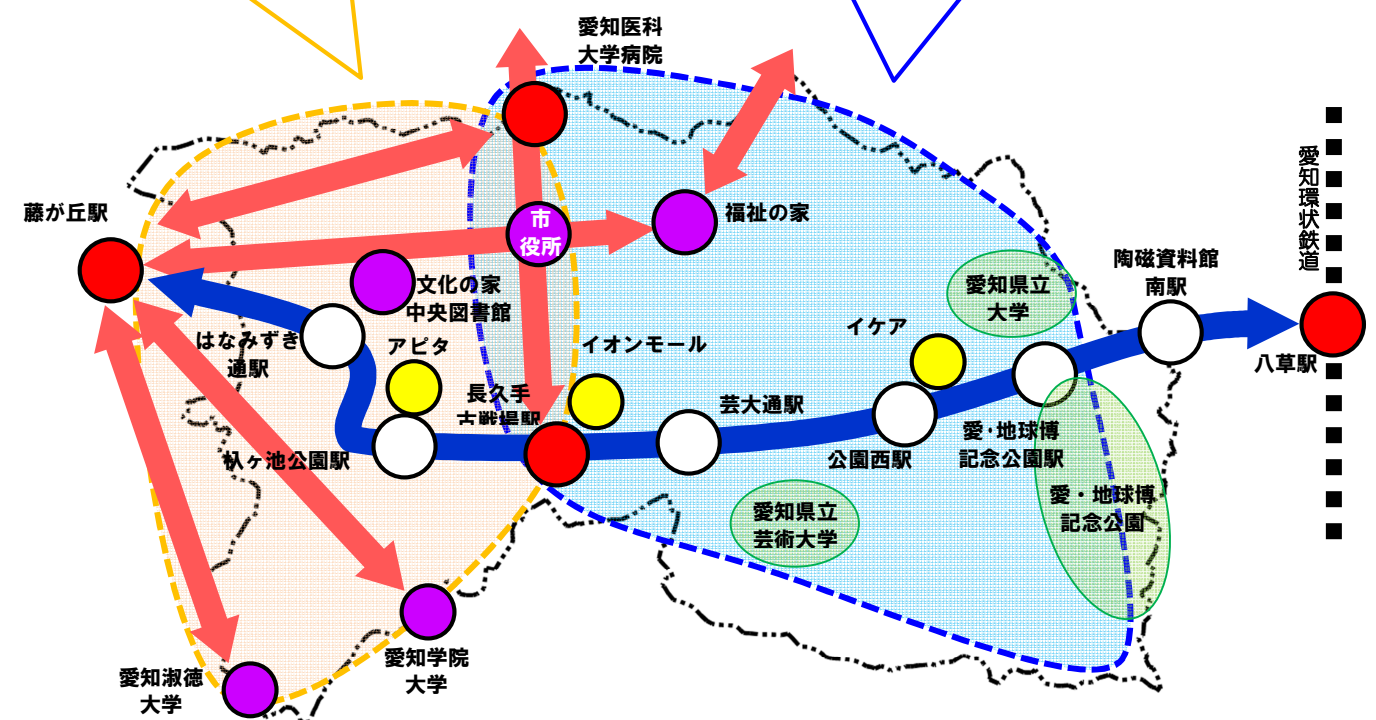 愛知医科
大学病院
藤が丘駅
市
役所
福祉の家
愛知環状鉄道
陶磁資料館
南駅
愛知県立
大学
文化の家
中央図書館
はなみずき
通駅
アピタ
イオンモール
イケア
八草駅
長久手
古戦場駅
芸大通駅
杁ヶ池公園駅
公園西駅
愛・地球博
記念公園駅
愛・地球博
記念公園
愛知県立
芸術大学
愛知学院
大学
愛知淑徳
大学